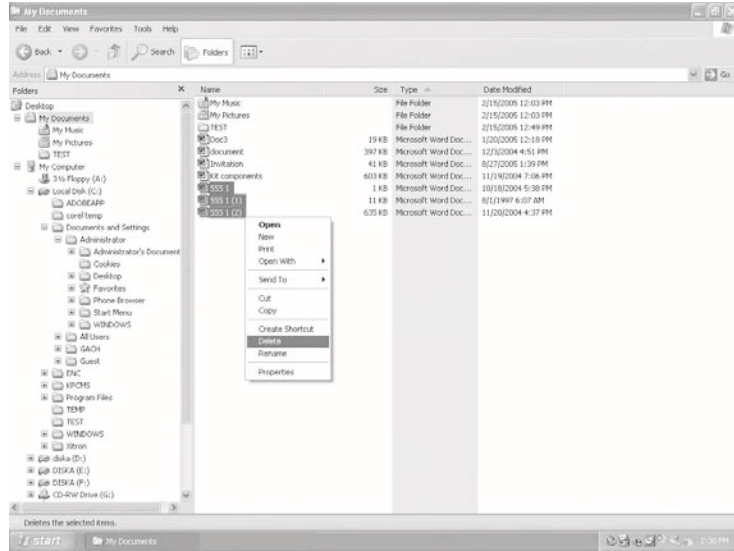 My Documents
File Edit View Favorites Tools Help
Back Search Folders
Address My Documents Go
Folders Name Size Type Date Modified
Desktop
My Documents
My Music
My Pictures
TEST
My Computer
3½ Floppy (A:)
Local Disk (C:)
ADOBEAPP
corel temp
Documents and Settings
Administrator
Administrator's Document
Cookies
Desktop
Favorites
Phone Browser
Start Menu
WINDOWS
All Users
GACH
Guest
ENC
KPCMS
Program Files
TEMP
TEST
WINDOWS
Xitron
diska (D:)
DISKA (E:)
DISKA (F:)
CD-RW Drive (G:)
My Music File Folder 2/15/2005 12:03 PM
My Pictures File Folder 2/15/2005 12:03 PM
TEST File Folder 2/15/2005 12:49 PM
Doc3 19 KB Microsoft Word Doc... 1/20/2005 12:18 PM
document 397 KB Microsoft Word Doc... 12/3/2004 4:51 PM
Invitation 41 KB Microsoft Word Doc... 8/27/2005 1:39 PM
Kit components 603 KB Microsoft Word Doc... 11/19/2004 7:06 PM
555 1 1 KB Microsoft Word Doc... 10/18/2004 5:38 PM
555 1 (1) 11 KB Microsoft Word Doc... 8/1/1997 6:07 AM
555 1 (2) 635 KB Microsoft Word Doc... 11/20/2004 4:37 PM
Open
New
Print
Open With
Send To
Cut
Copy
Create Shortcut
Delete
Rename
Properties
Deletes the selected items.
start My Documents 2:30 PM